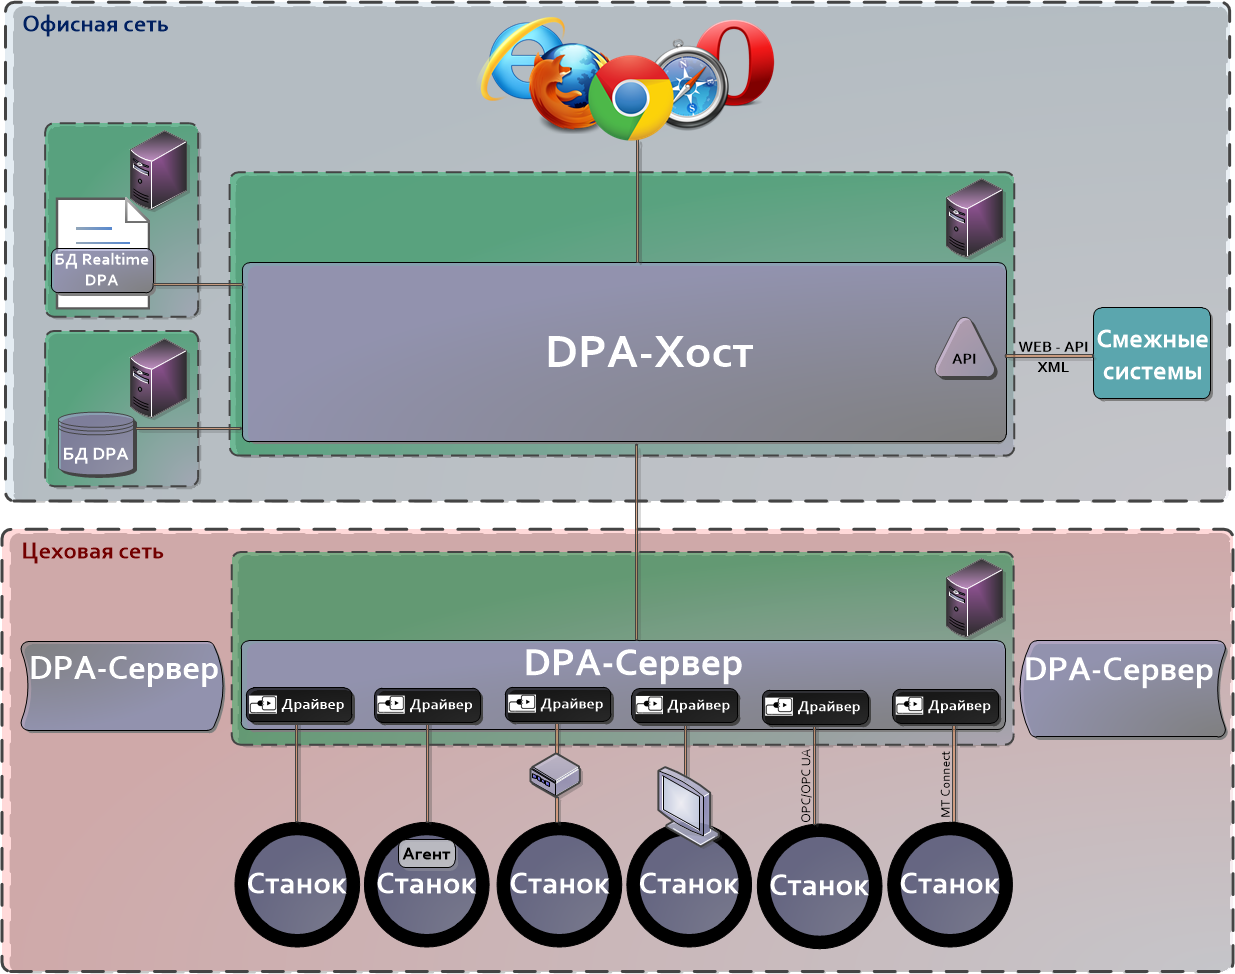 Офисная сеть
БД Realtime
DPA
DPA-Хост
API
WEB - API
XML
Смежные
системы
БД DPA
Цеховая сеть
DPA-Сервер
DPA-Сервер
DPA-Сервер
Драйвер
Драйвер
Драйвер
Драйвер
Драйвер
Драйвер
OPC/OPC UA
MT Connect
Агент
Станок
Станок
Станок
Станок
Станок
Станок